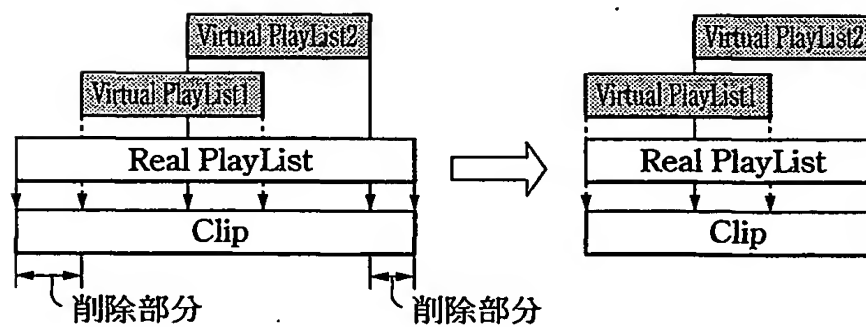 Virtual PlayList2
Virtual PlayList1
Real PlayList
Clip
削除部分
削除部分
Virtual PlayList2
Virtual PlayList1
Real PlayList
Clip